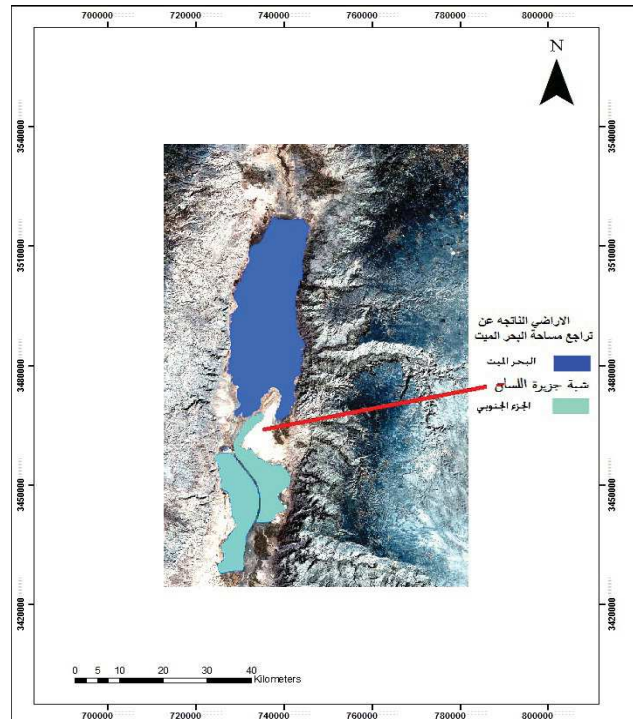 700000 720000 740000 760000 780000 800000
N
3540000 3540000
3510000 3510000
الاراضي الناتجه عن
تراجع مساحة البحر الميت
3480000 3480000
البحر الميت
شبة جزيرة اللسان
الجزء الجنوبي
3450000 3450000
3420000 3420000
0 5 10 20 30 40
Kilometers
700000 720000 740000 760000 780000 800000